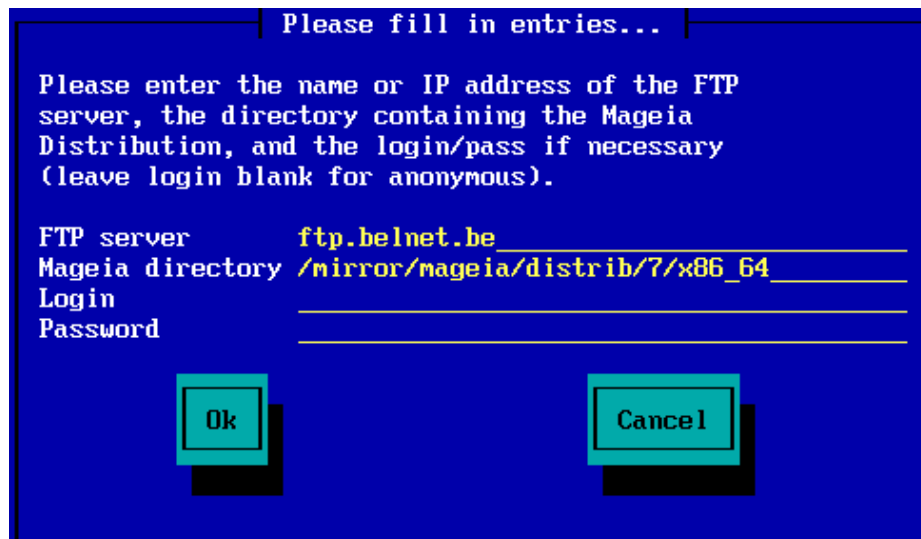 Please fill in entries...
Please enter the name or IP address of the FTP
server, the directory containing the Mageia
Distribution, and the login/pass if necessary
(leave login blank for anonymous).
FTP server ftp.belnet.be
Mageia directory /mirror/mageia/distrib/7/x86_64
Login
Password
Ok Cancel